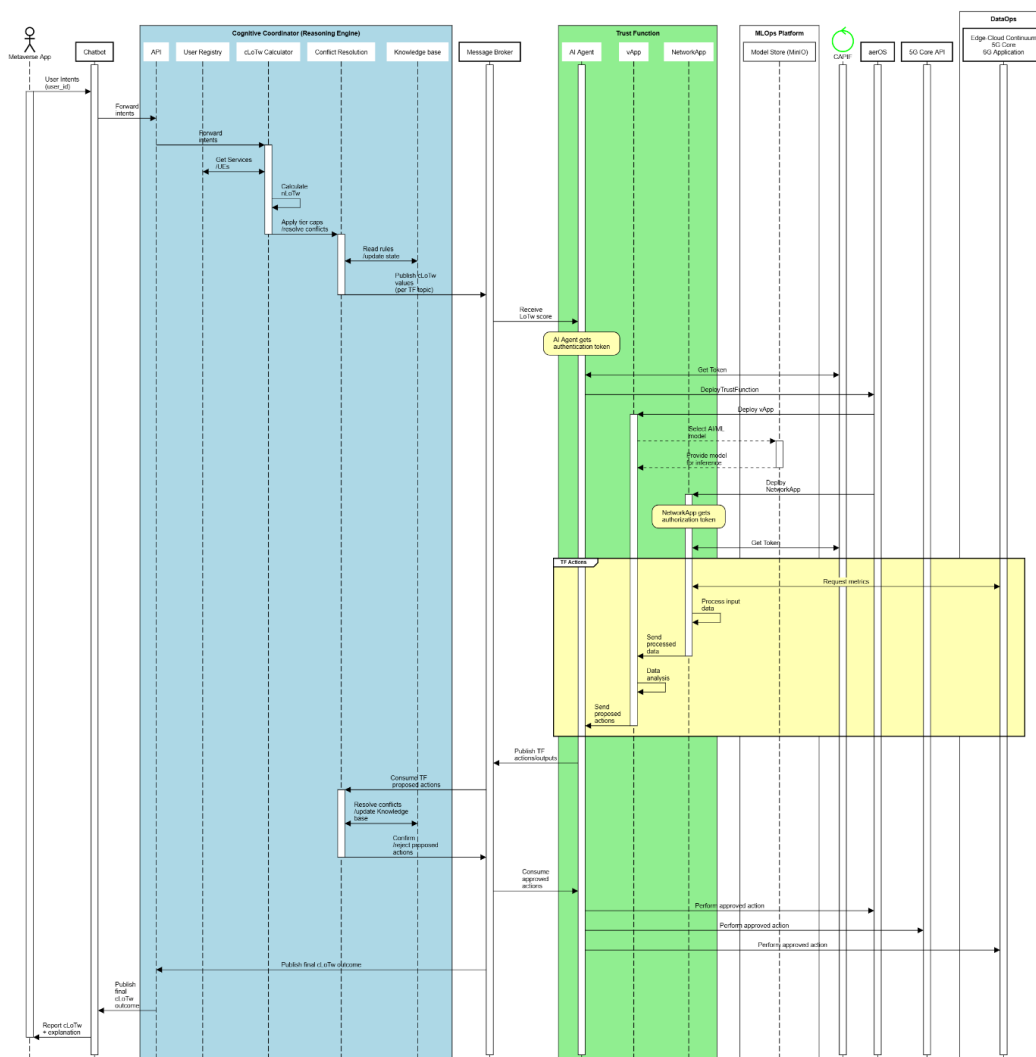 DataOps
Cognitive Coordinator (Reasoning Engine)
Trust Function
MLOps Platform
Metaverse App
Chatbot
API
User Registry
cLoTw Calculator
Conflict Resolution
Knowledge base
Message Broker
AI Agent
vApp
NetworkApp
Model Store (MinIO)
CAPIF
aerOS
5G Core API
Edge-Cloud Continuum
5G Core
6G Application
User Intents
(user_id)
Forward
intents
Forward
intents
Get Services
/UEs
Calculate
nLoTw
Apply tier caps
/resolve conflicts
Read rules
/update state
Publish cLoTw
values
(per TF topic)
Receive
LoTw score
AI Agent gets
authentication token
Get Token
DeployTrustFunction
Deploy vApp
Select AI/ML
model
Provide model
for inference
Deploy
NetworkApp
NetworkApp gets
authorization token
Get Token
TF Actions
Request metrics
Process input
data
Send
processed
data
Data
analysis
Send
proposed
actions
Publish TF
actions/outputs
Consume TF
proposed actions
Resolve conflicts
/update Knowledge
base
Confirm
/reject proposed
actions
Consume
approved
actions
Perform approved action
Perform approved action
Perform approved action
Publish final cLoTw outcome
Publish
final
cLoTw
outcome
Report cLoTw
+ explanation